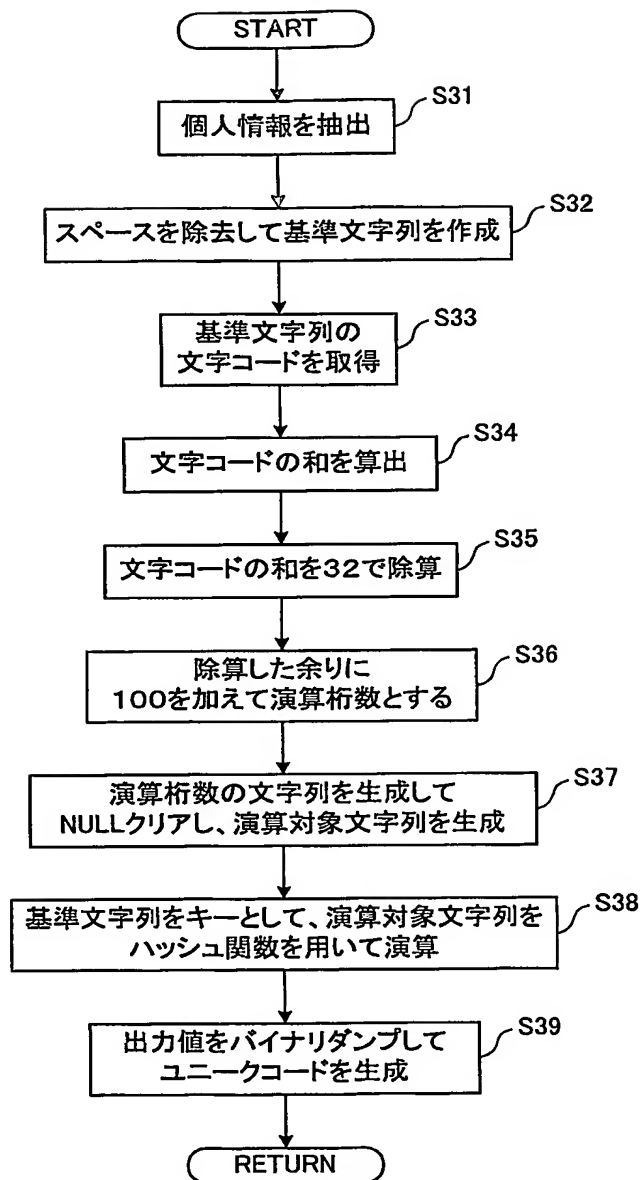 START
S31
個人情報を抽出
S32
スペースを除去して基準文字列を作成
S33
基準文字列の
文字コードを取得
S34
文字コードの和を算出
S35
文字コードの和を32で除算
S36
除算した余りに
100を加えて演算桁数とする
S37
演算桁数の文字列を生成して
NULLクリアし、演算対象文字列を生成
S38
基準文字列をキーとして、演算対象文字列を
ハッシュ関数を用いて演算
S39
出力値をバイナリダンプして
ユニークコードを生成
RETURN